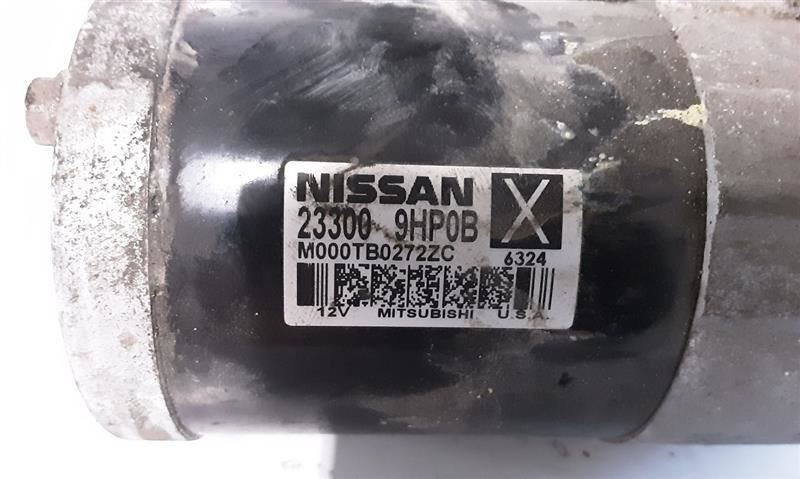 NISSAN X
23300 9HP0B
M000TB0272ZC 6324
12V MITSUBISHI U.S.A.